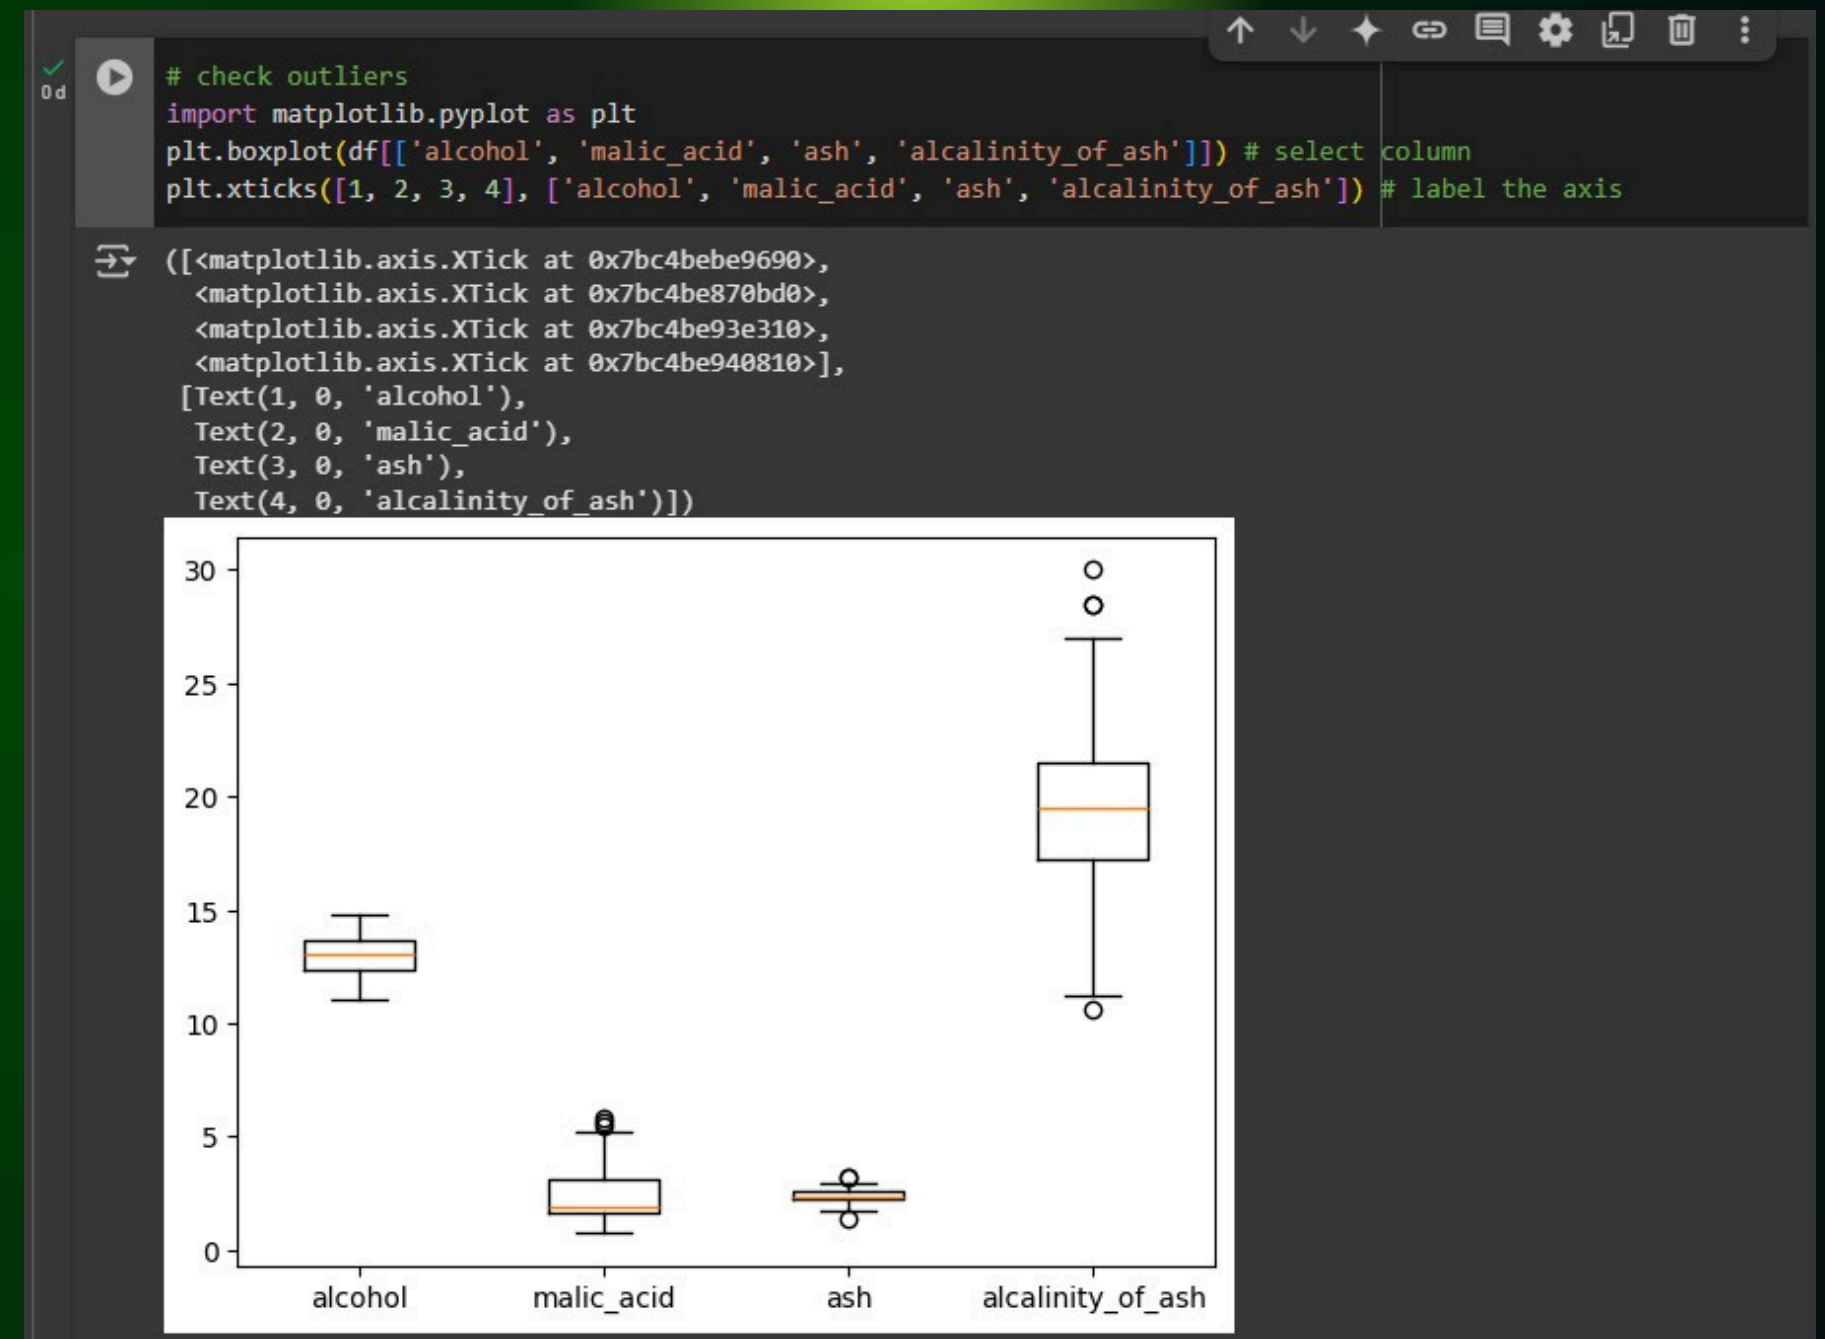 # check outliers
0 d
import matplotlib.pyplot as plt
plt.boxplot(df[['alcohol', 'malic_acid', 'ash', 'alcalinity_of_ash']]) # select column
plt.xticks([1, 2, 3, 4], ['alcohol', 'malic_acid', 'ash', 'alcalinity_of_ash']) # label the axis
([<matplotlib.axis.XTick at 0x7bc4bebe9690>,
  <matplotlib.axis.XTick at 0x7bc4be870bd0>,
  <matplotlib.axis.XTick at 0x7bc4be93e310>,
  <matplotlib.axis.XTick at 0x7bc4be940810>],
 [Text(1, 0, 'alcohol'),
  Text(2, 0, 'malic_acid'),
  Text(3, 0, 'ash'),
  Text(4, 0, 'alcalinity_of_ash')])
30
25
20
15
10
5
0
alcohol malic_acid ash alcalinity_of_ash